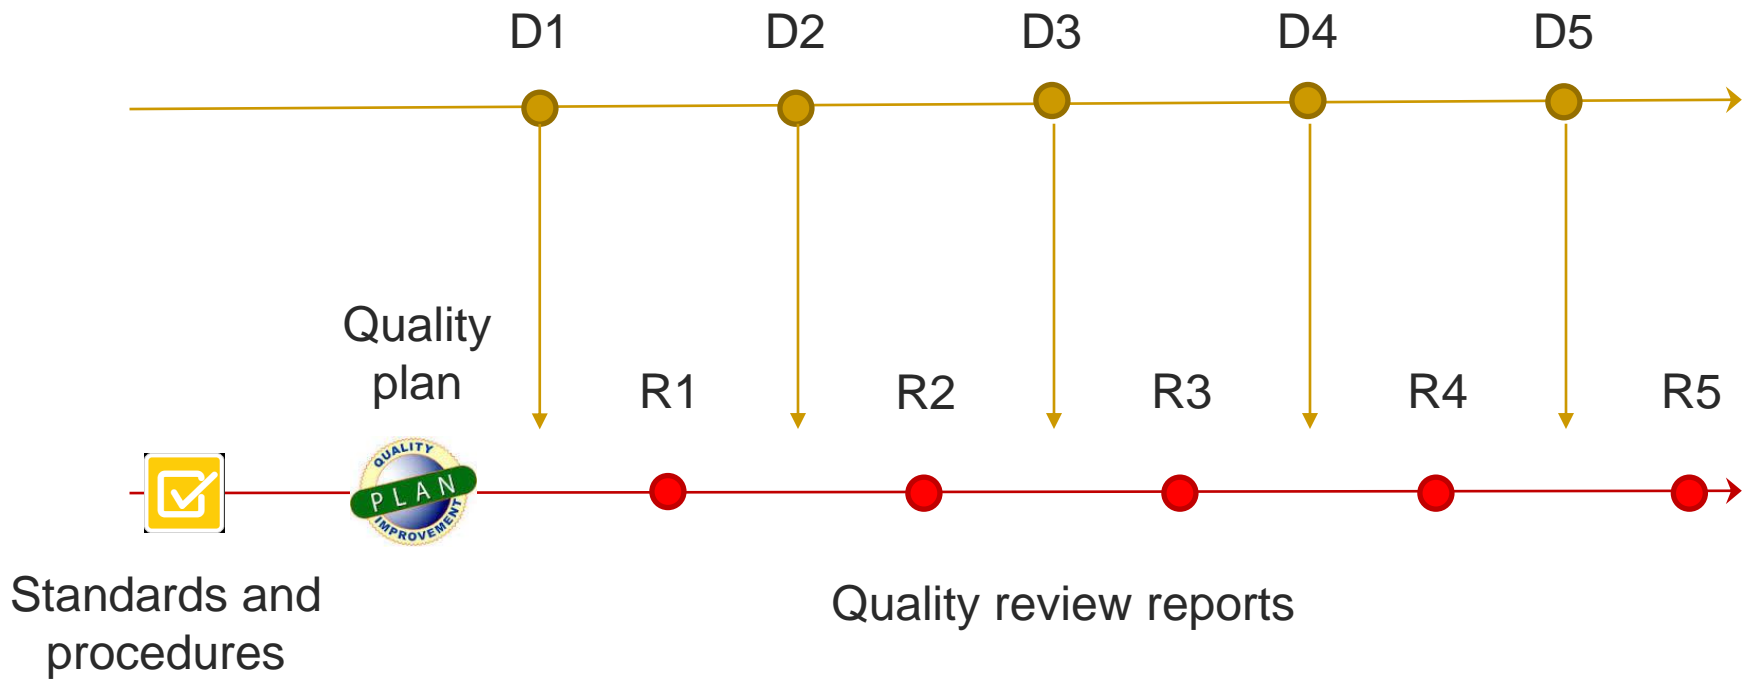 D1 D2 D3 D4 D5
Quality
plan
R1 R2 R3 R4 R5
QUALITY
PLAN
IMPROVEMENT
Standards and
procedures
Quality review reports